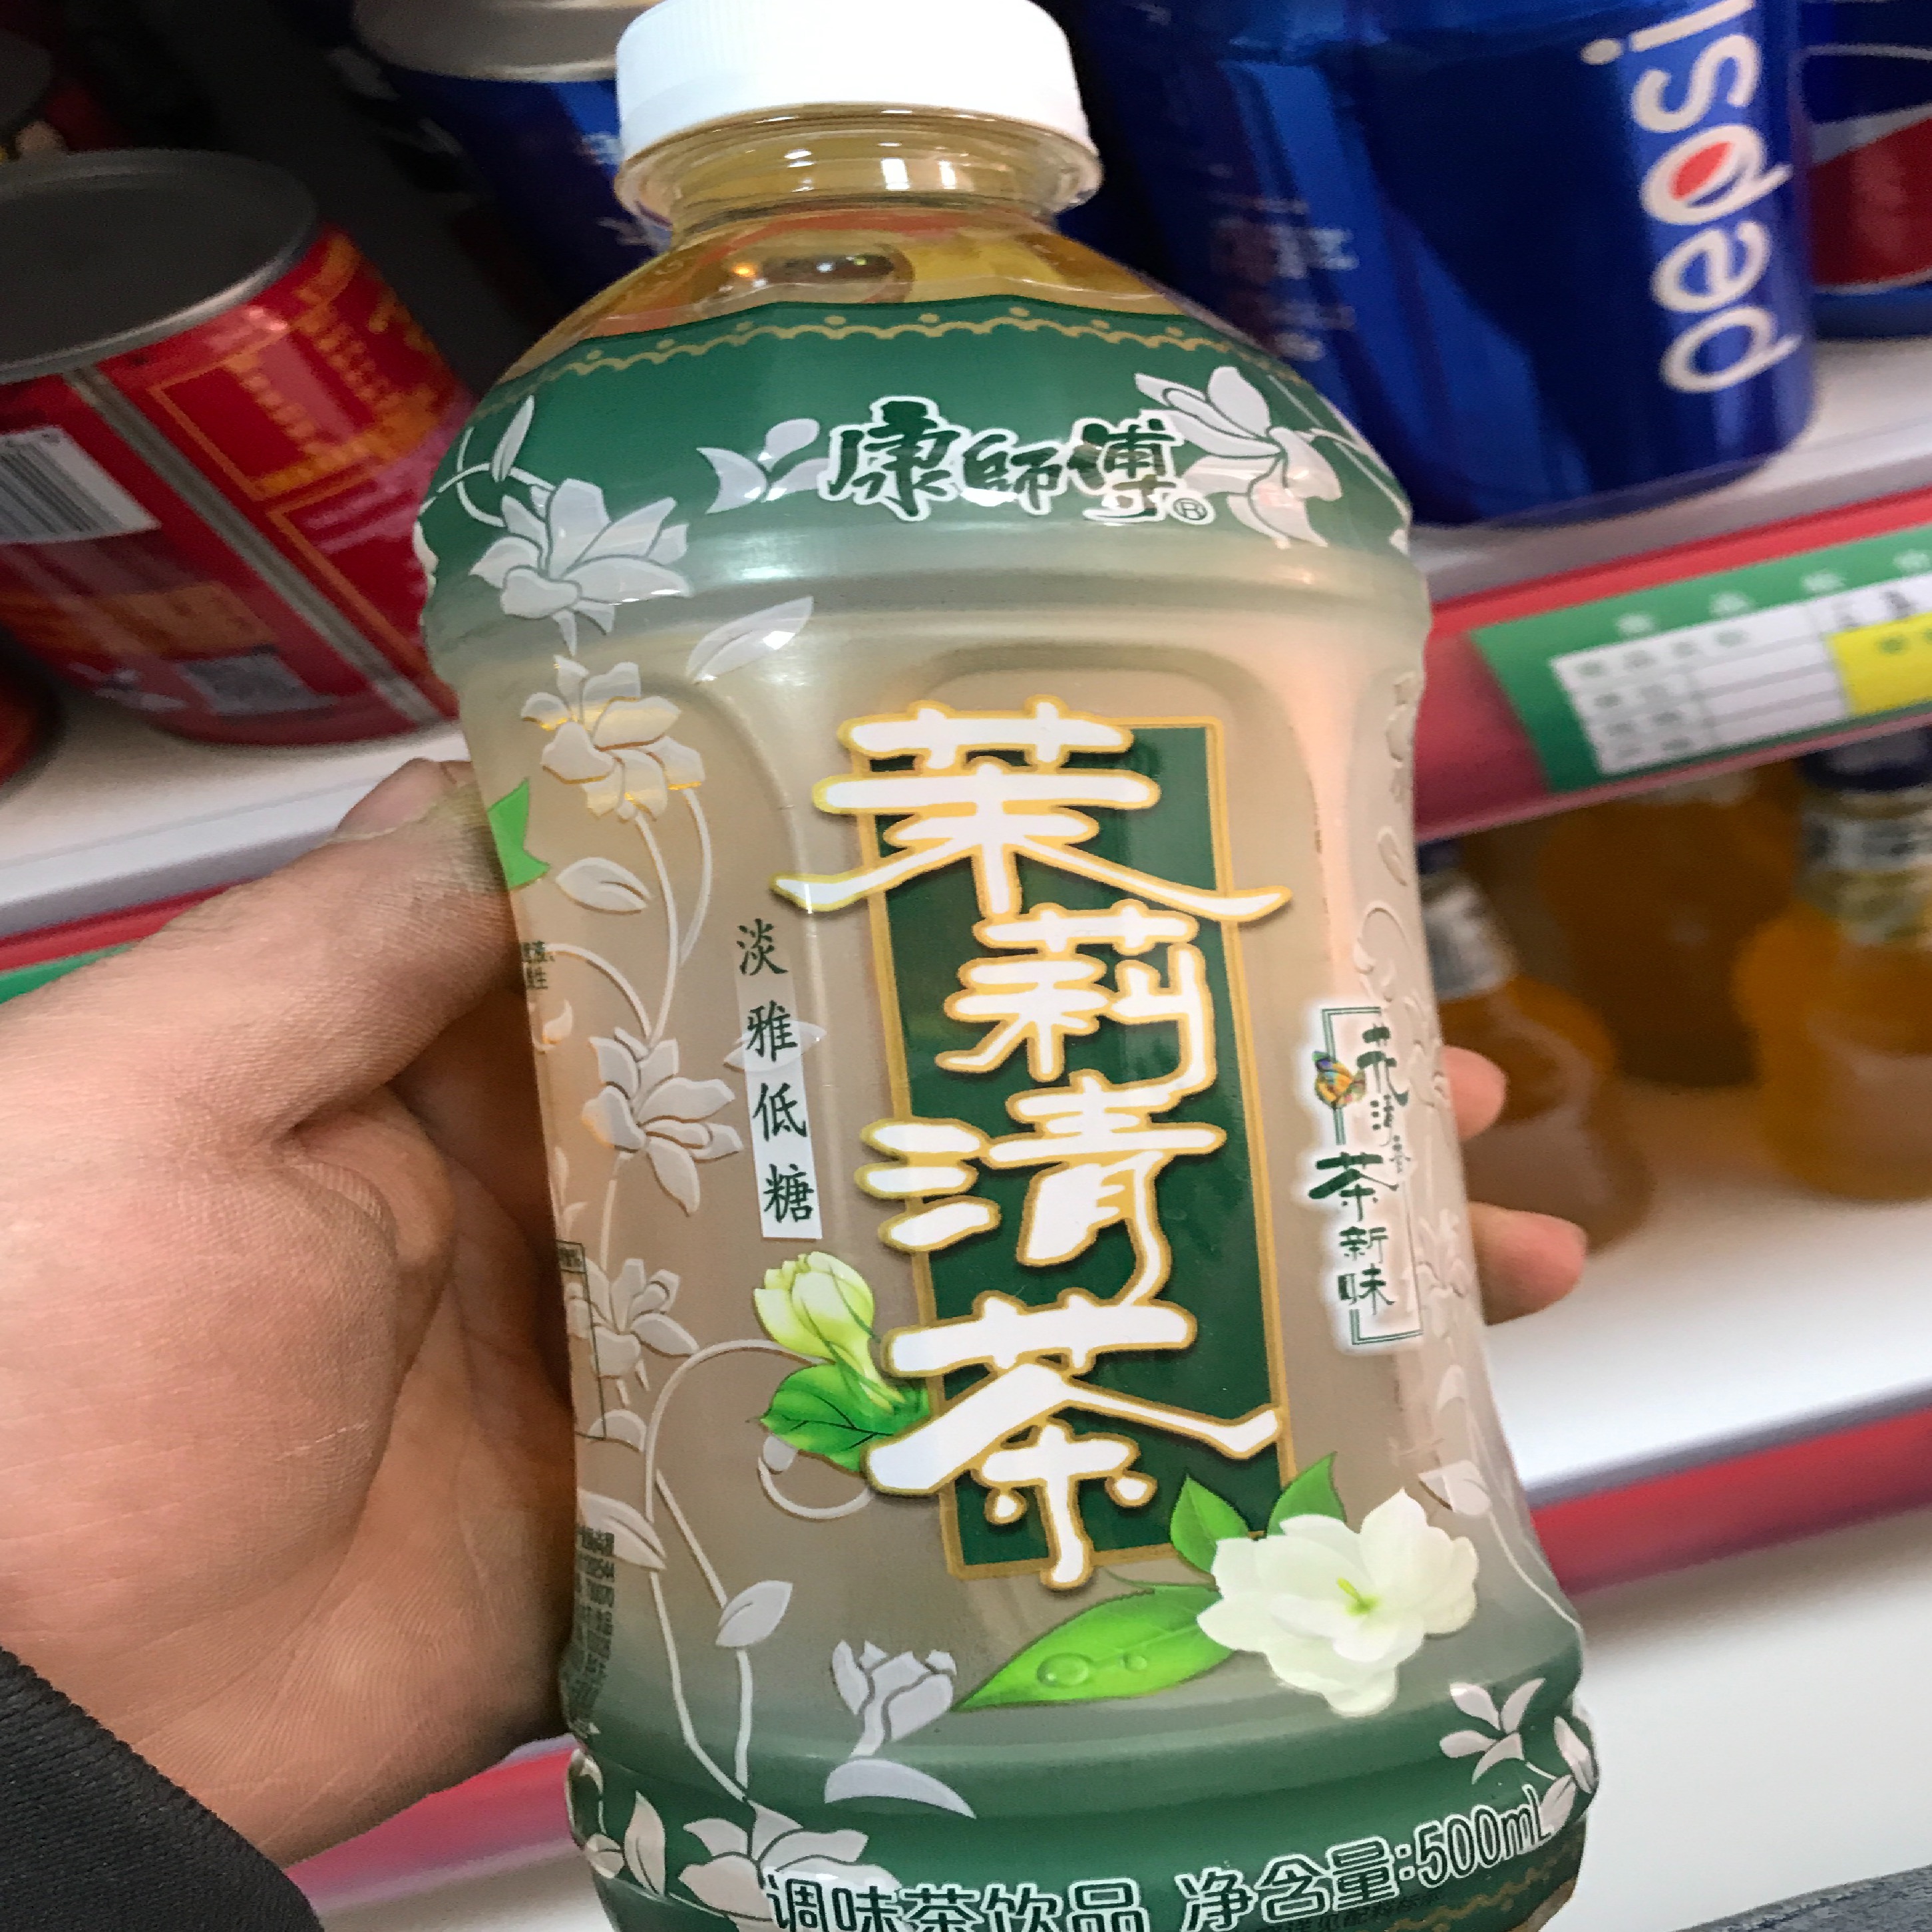 pepsi
康師傅®
茉莉清茶
淡雅低糖
花清香
茶新味
调味茶饮品 净含量:500mL